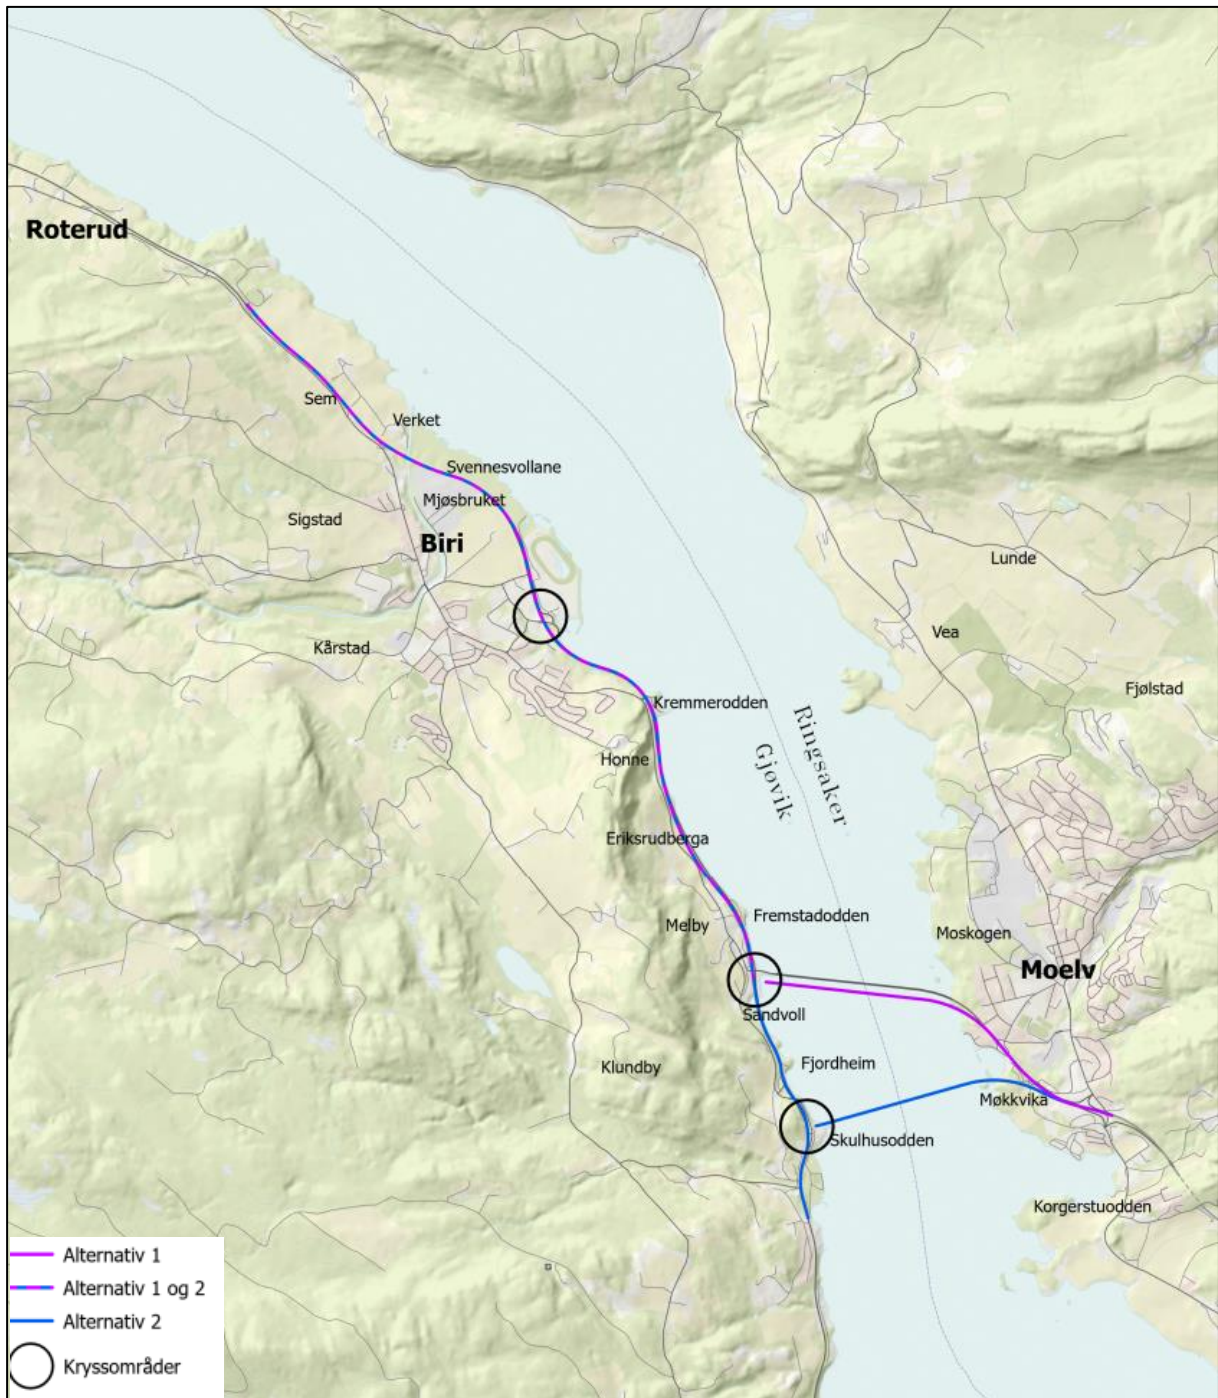 Roterud
Sem
Verket
Svennesvollane
Mjøsbruket
Sigstad
Biri
Lunde
Vea
Kårstad
Fjølstad
Kremmerodden
Ringsaker
Gjøvik
Honne
Eriksrudberga
Fremstadodden
Melby
Moskogen
Moelv
Sandvoll
Fjordheim
Klundby
Møkkvika
Skulhusodden
Korgerstuodden
Alternativ 1
Alternativ 1 og 2
Alternativ 2
Kryssområder